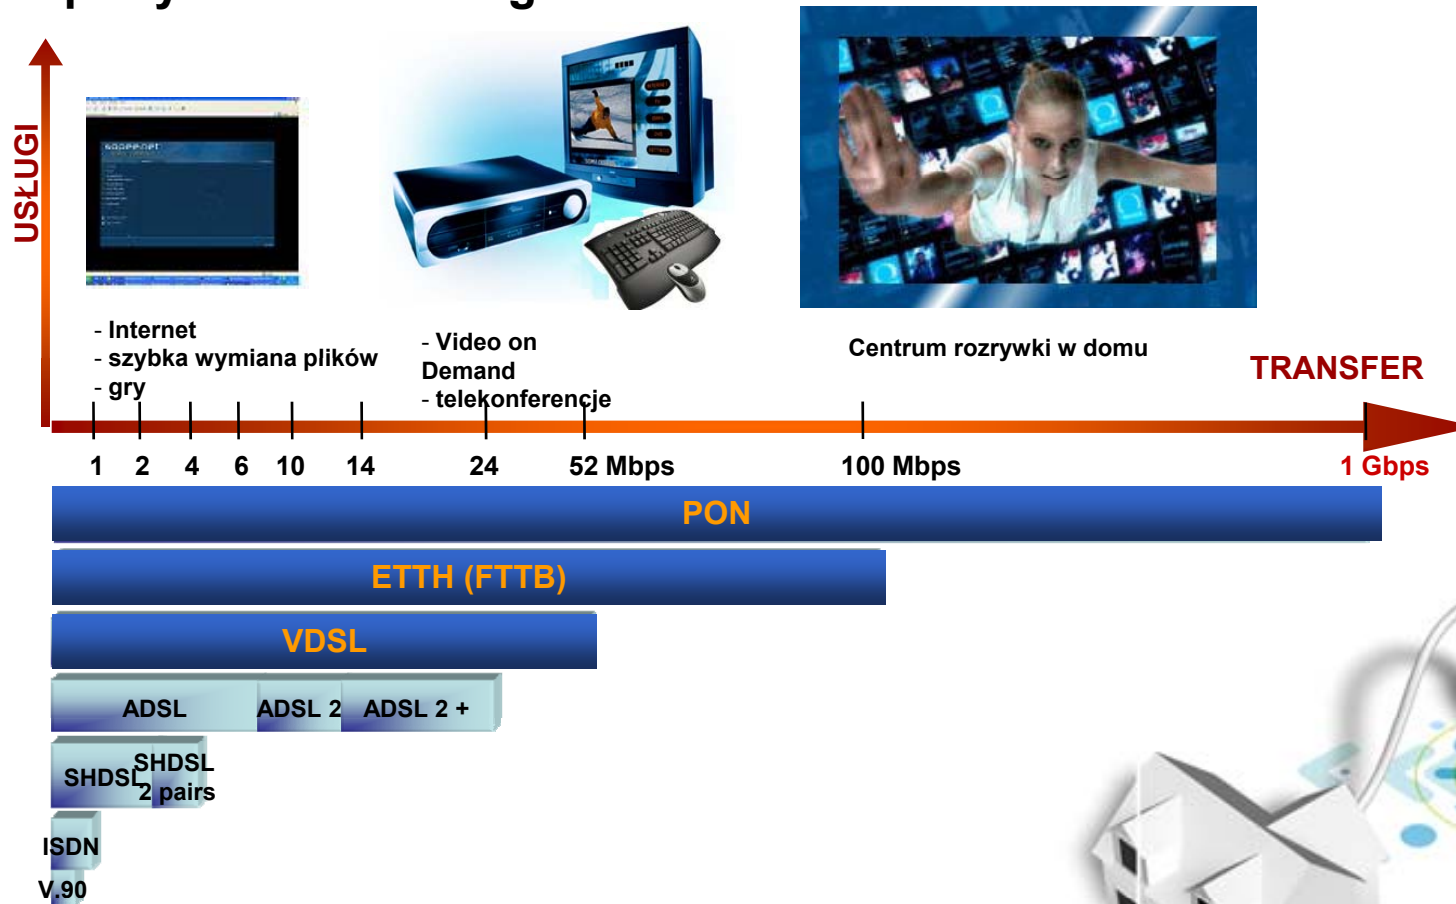 USŁUGI
- Internet
- szybka wymiana plików
- gry
- Video on
Demand
- telekonferencje
Centrum rozrywki w domu
TRANSFER
1 2 4 6 10 14 24 52 Mbps 100 Mbps 1 Gbps
PON
ETTH (FTTB)
VDSL
ADSL ADSL 2 ADSL 2 +
SHDSL SHDSL
2 pairs
ISDN
V.90